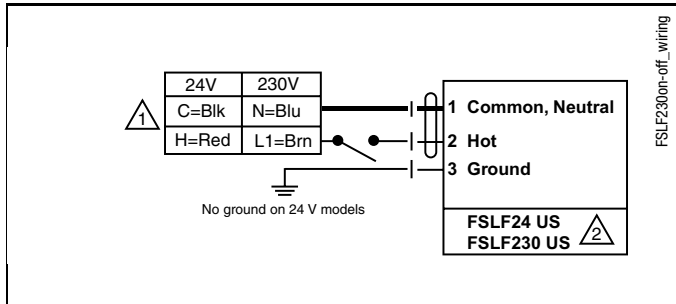 24V 230V
C=Blk N=Blu
H=Red L1=Brn
1
1 Common, Neutral
2 Hot
3 Ground
No ground on 24 V models
FSLF24 US
FSLF230 US
2
FSLF230on-off_wiring